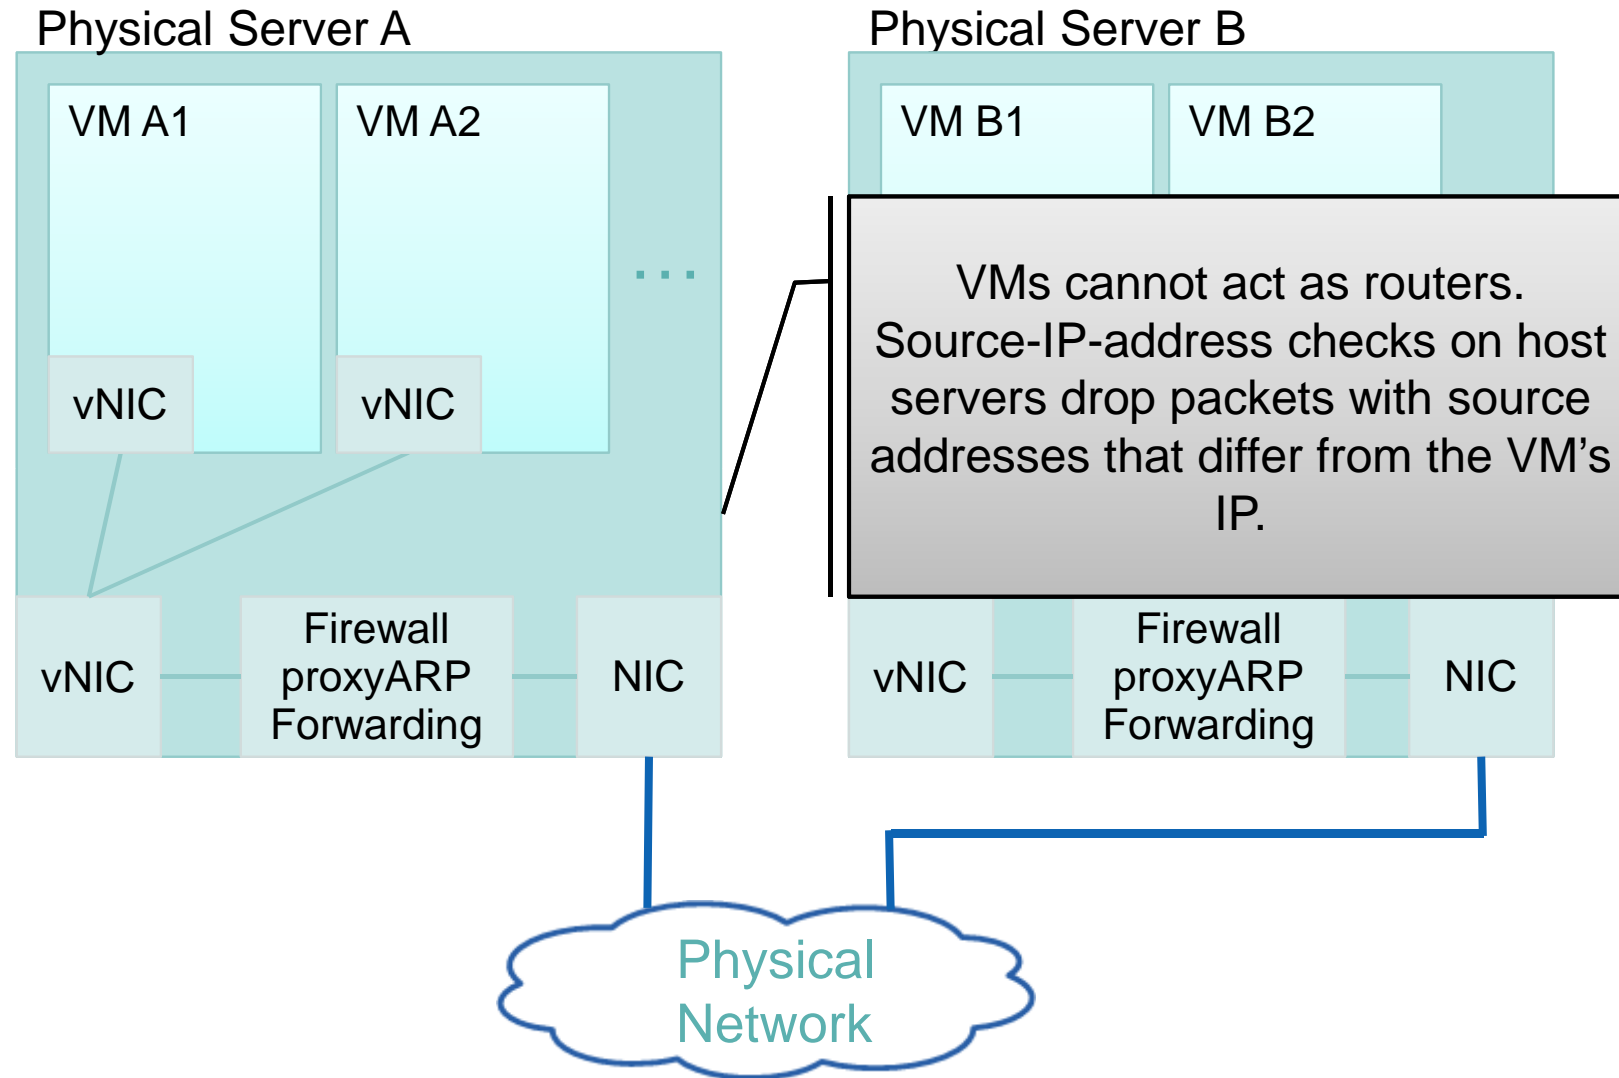 Physical Server A
VM A1
VM A2
...
vNIC
vNIC
vNIC
Firewall
proxyARP
Forwarding
NIC
Physical Server B
VM B1
VM B2
VMs cannot act as routers.
Source-IP-address checks on host
servers drop packets with source
addresses that differ from the VM’s
IP.
vNIC
Firewall
proxyARP
Forwarding
NIC
Physical
Network